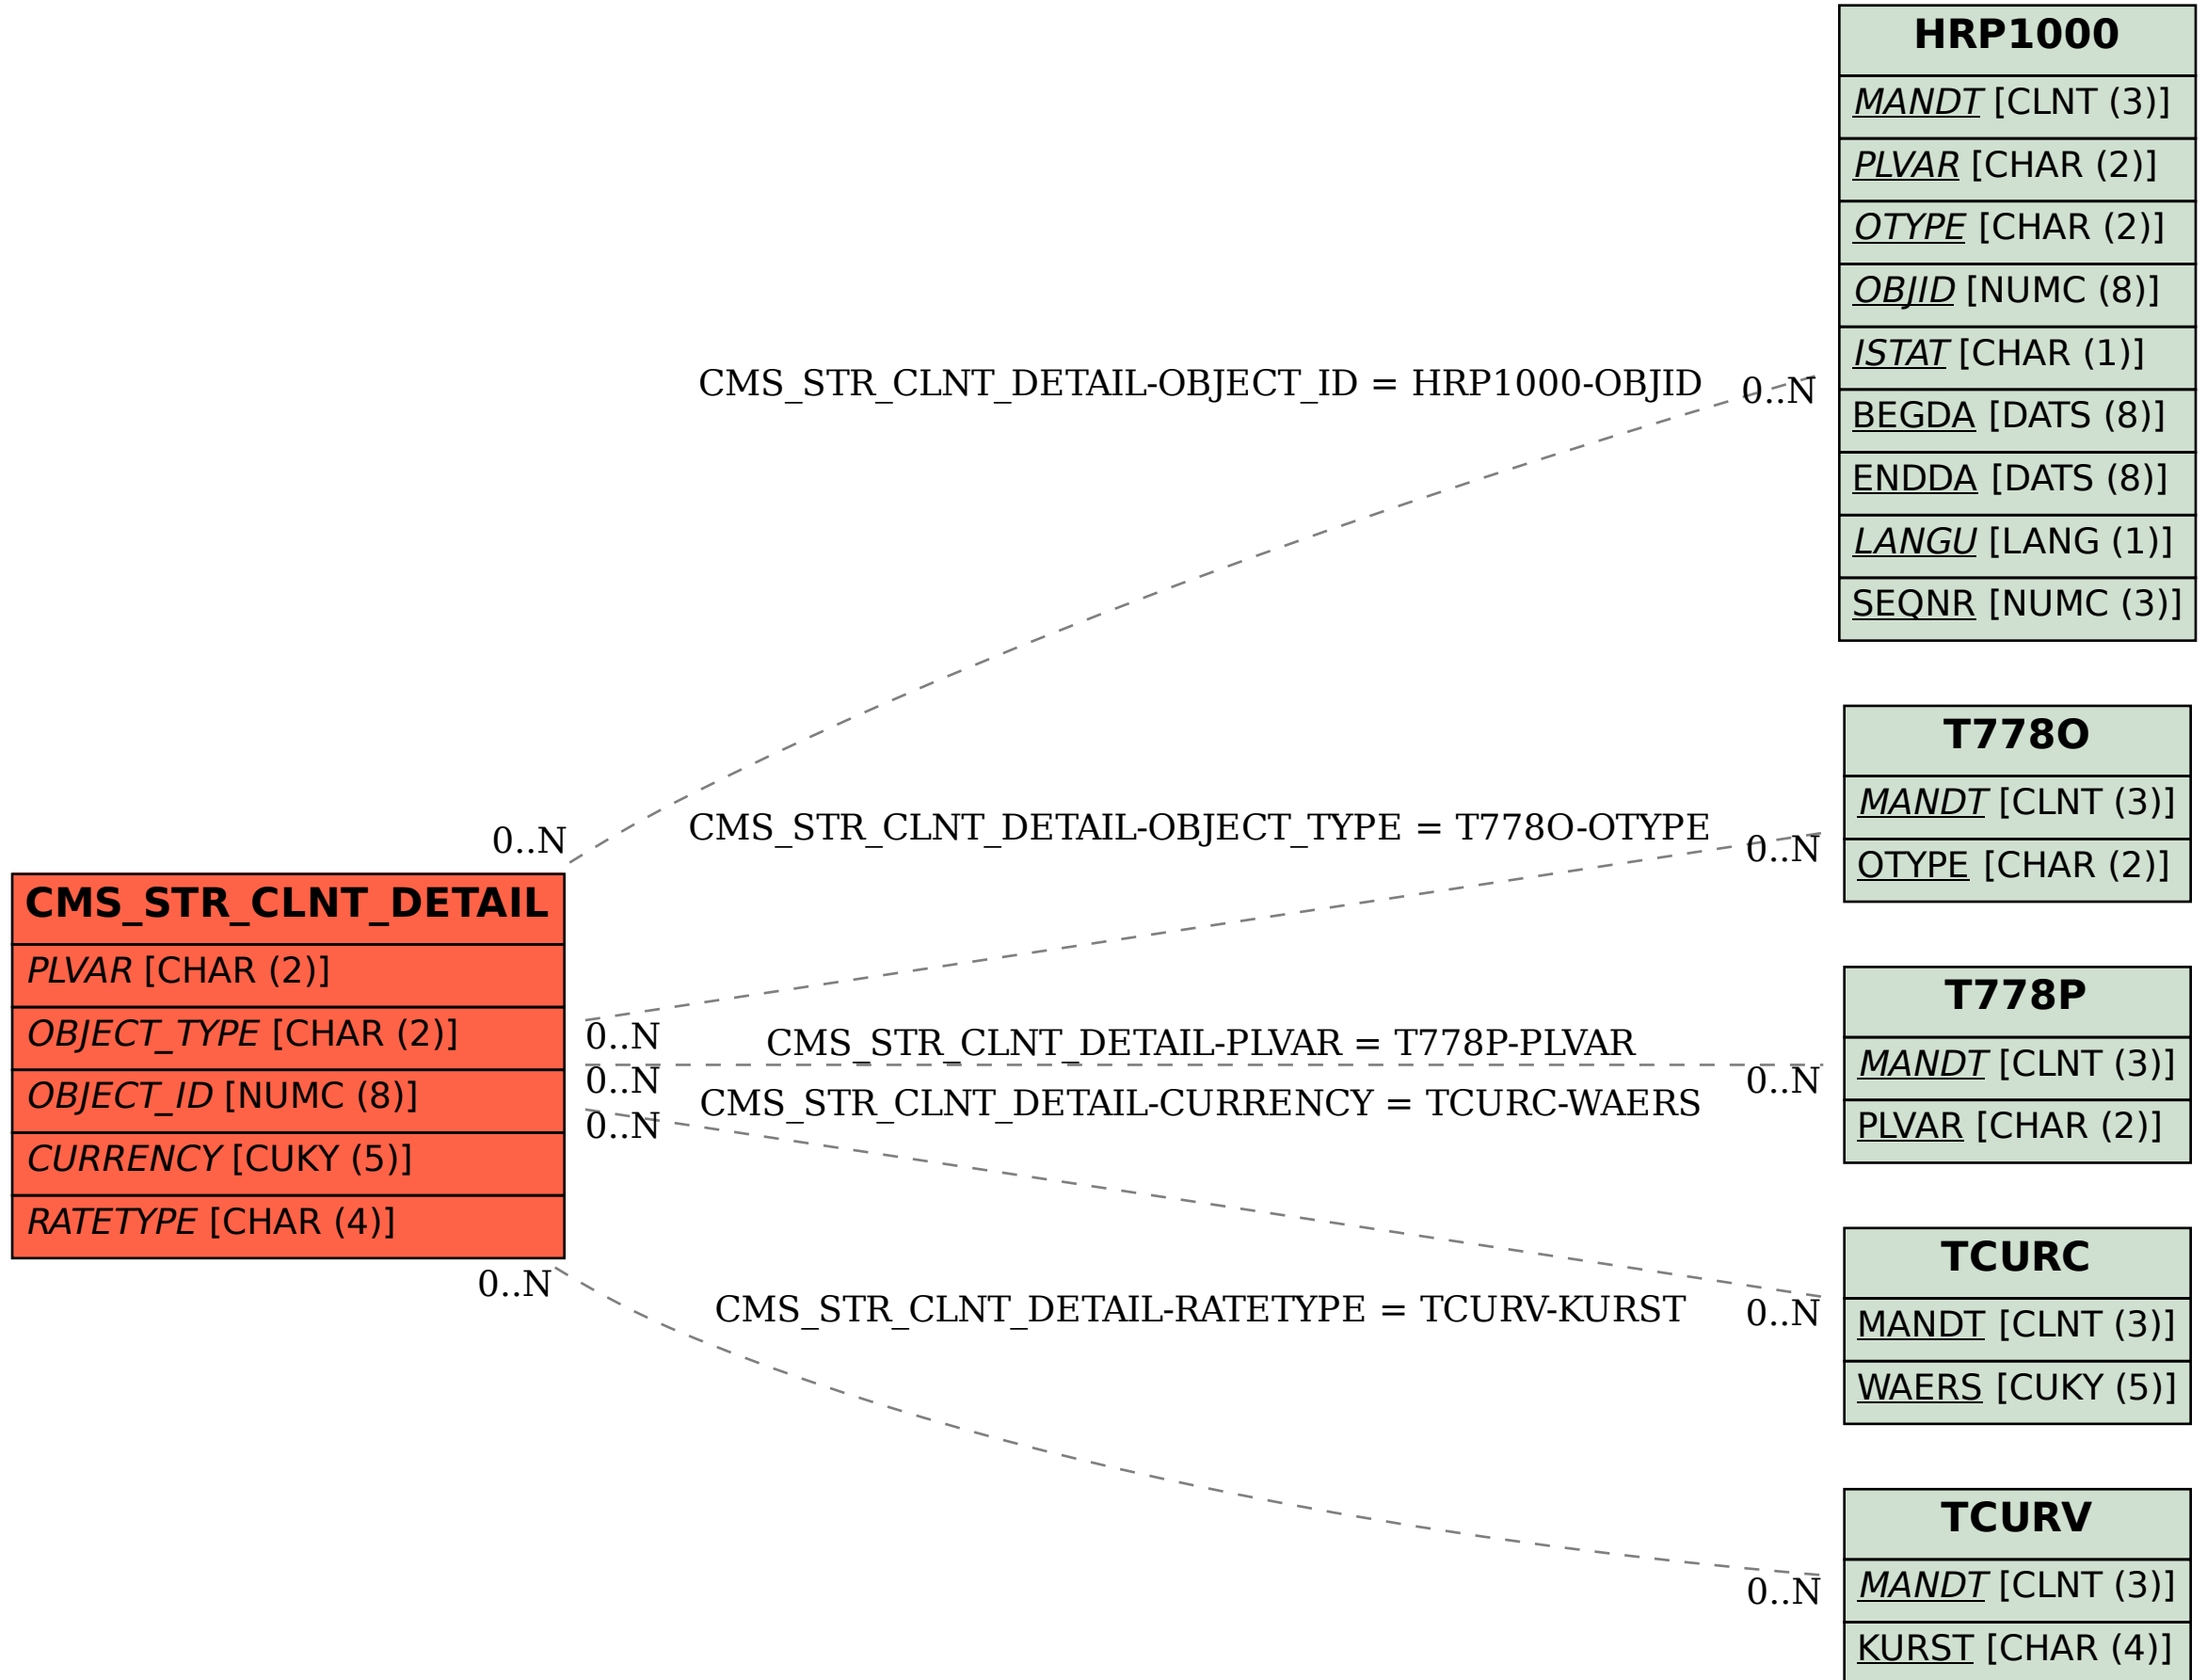 HRP1000
MANDT [CLNT (3)]
PLVAR [CHAR (2)]
OTYPE [CHAR (2)]
OBJID [NUMC (8)]
ISTAT [CHAR (1)]
BEGDA [DATS (8)]
ENDDA [DATS (8)]
LANGU [LANG (1)]
SEQNR [NUMC (3)]
CMS_STR_CLNT_DETAIL-OBJECT_ID = HRP1000-OBJID
0..N
0..N
T778O
MANDT [CLNT (3)]
OTYPE [CHAR (2)]
CMS_STR_CLNT_DETAIL-OBJECT_TYPE = T778O-OTYPE
0..N
0..N
CMS_STR_CLNT_DETAIL
PLVAR [CHAR (2)]
OBJECT_TYPE [CHAR (2)]
OBJECT_ID [NUMC (8)]
CURRENCY [CUKY (5)]
RATETYPE [CHAR (4)]
T778P
MANDT [CLNT (3)]
PLVAR [CHAR (2)]
CMS_STR_CLNT_DETAIL-PLVAR = T778P-PLVAR
0..N
0..N
CMS_STR_CLNT_DETAIL-CURRENCY = TCURC-WAERS
0..N
0..N
TCURC
MANDT [CLNT (3)]
WAERS [CUKY (5)]
CMS_STR_CLNT_DETAIL-RATETYPE = TCURV-KURST
0..N
0..N
TCURV
MANDT [CLNT (3)]
KURST [CHAR (4)]